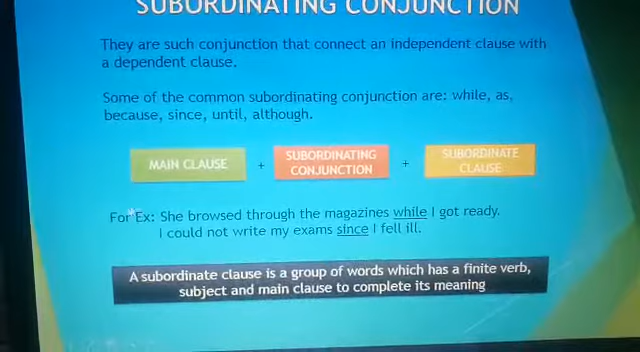 SUBORDINATING CONJUNCTION
They are such conjunction that connect an independent clause with
a dependent clause.
Some of the common subordinating conjunction are: while, as,
because, since, until, although.
MAIN CLAUSE + SUBORDINATING CONJUNCTION + SUBORDINATE CLAUSE
For Ex: She browsed through the magazines while I got ready.
I could not write my exams since I fell ill.
A subordinate clause is a group of words which has a finite verb,
subject and main clause to complete its meaning